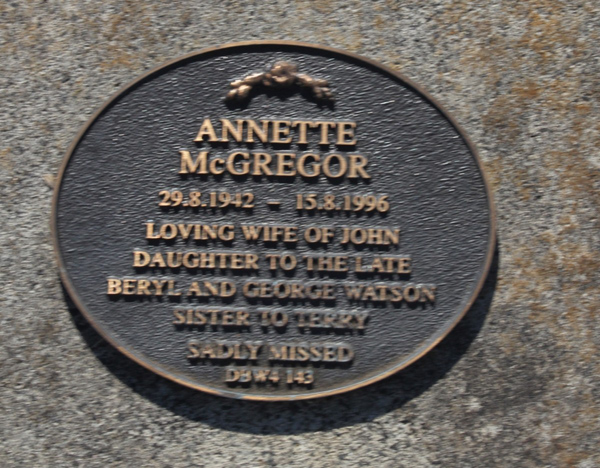 ANNETTE
McGREGOR
29.8.1942 – 15.8.1996
LOVING WIFE OF JOHN
DAUGHTER TO THE LATE
BERYL AND GEORGE WATSON
SISTER TO TERRY
SADLY MISSED
DBW4 143